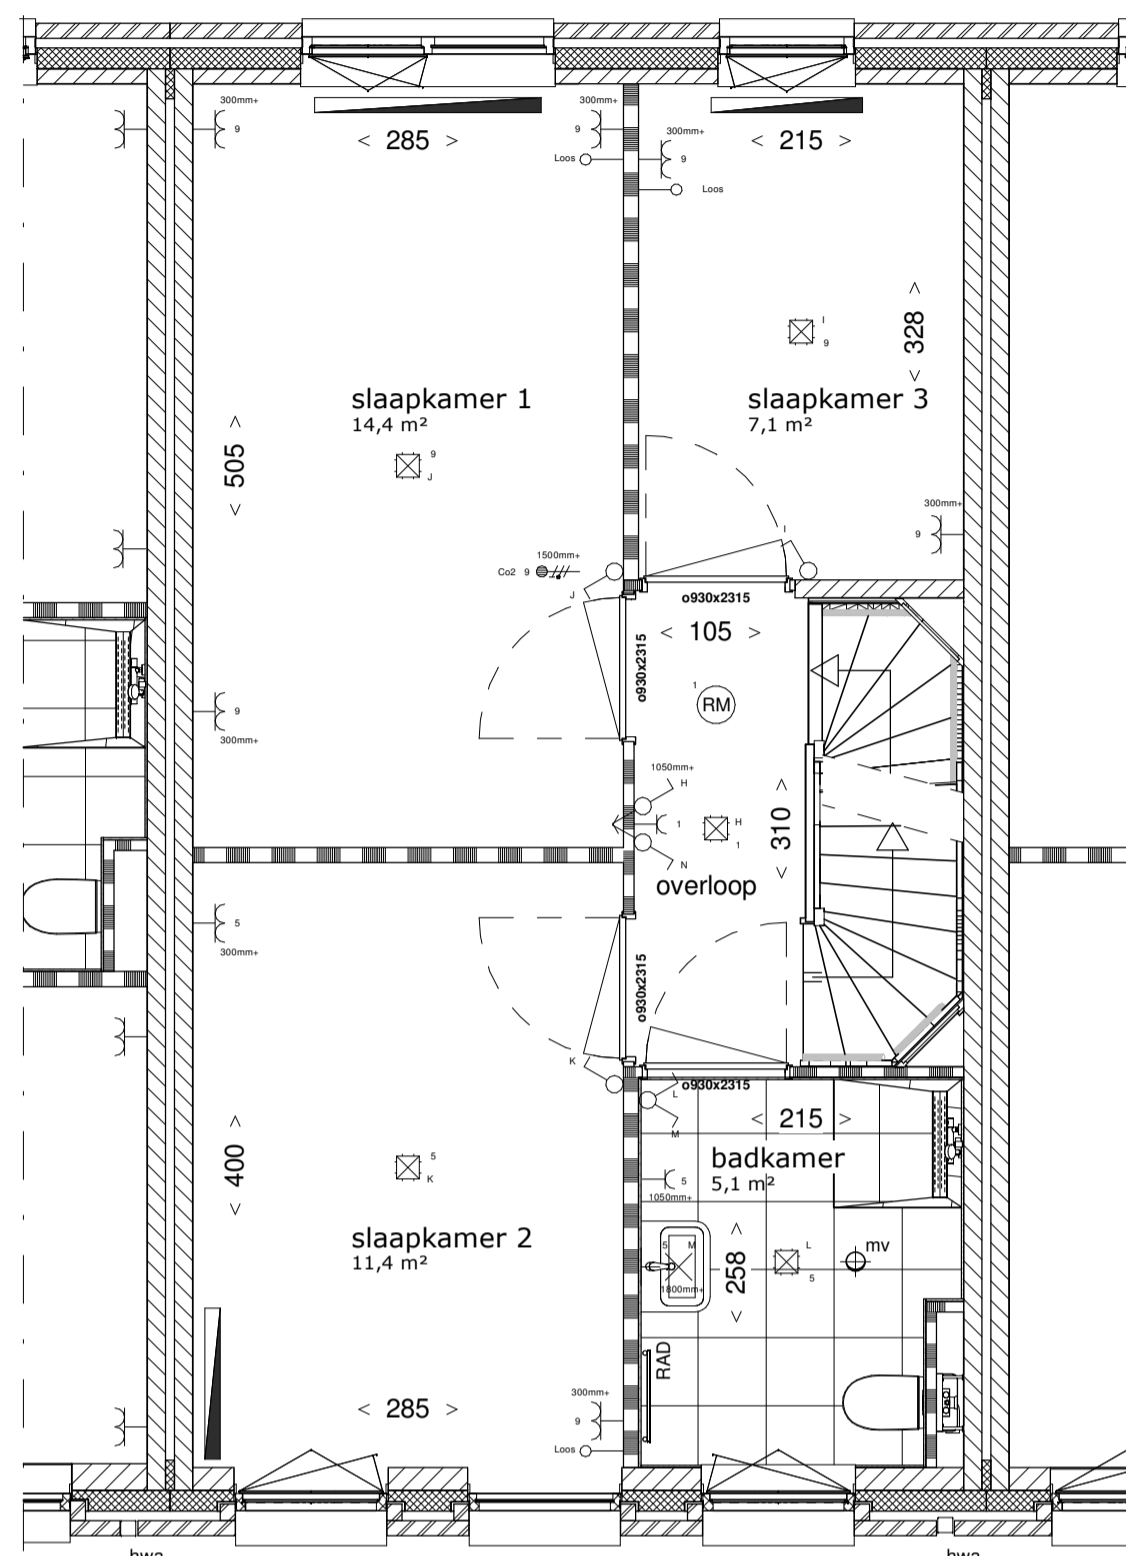 300mm+
9
< 285 >
300mm+
9
Loos
300mm+
9
Loos
< 215 >
< 328 >
I
9
slaapkamer 1
14,4 m²
9
J
< 505 >
slaapkamer 3
7,1 m²
300mm+
9
I
1500mm+
Co2 9
J
o930x2315
< 105 >
o930x2315
1
RM
9
300mm+
1050mm+
H
1
N
H
1
< 310 >
overloop
5
300mm+
o930x2315
K
o930x2315
L
M
< 215 >
badkamer
5,1 m²
5
1050mm+
< 400 >
5
K
slaapkamer 2
11,4 m²
5 M
1800mm+
< 258 >
L
5
mv
RAD
< 285 >
300mm+
9
Loos
hwa
hwa